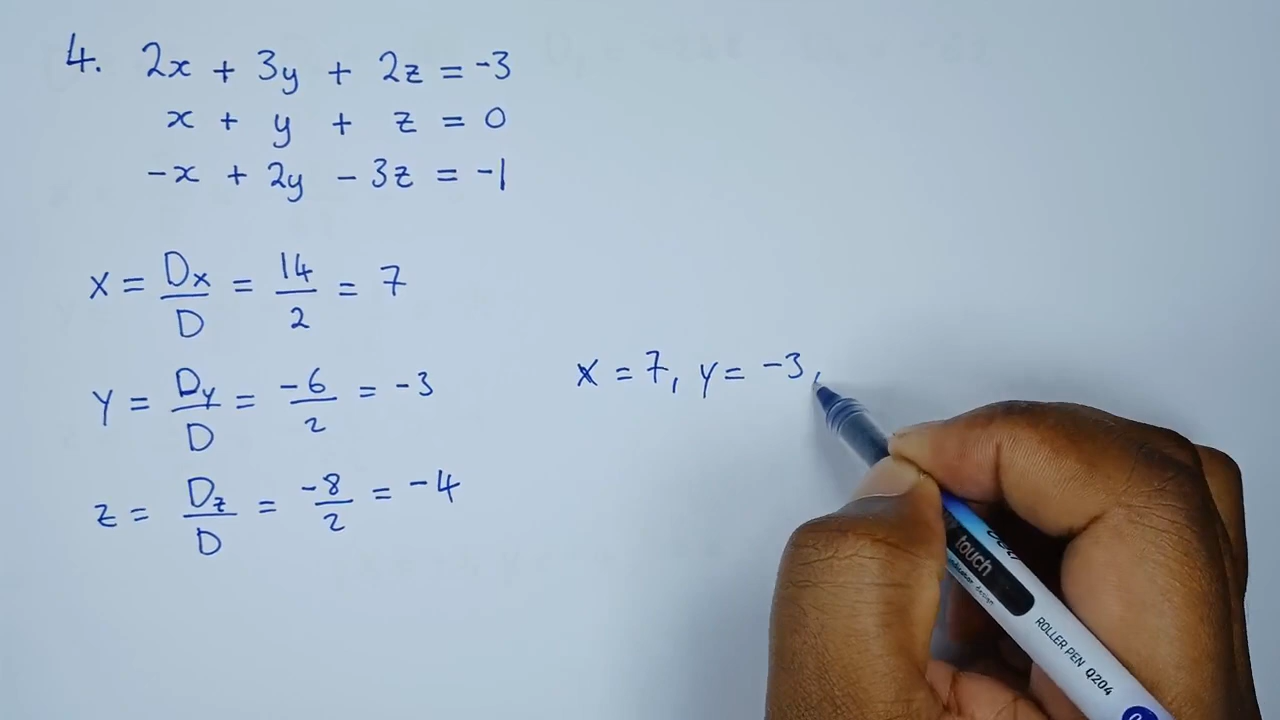 4. 2x + 3y + 2z = -3
x + y + z = 0
-x + 2y - 3z = -1
x = Dx/D = 14/2 = 7
y = Dy/D = -6/2 = -3
z = Dz/D = -8/2 = -4
x = 7, y = -3,
touch
ROLLER PEN Q204